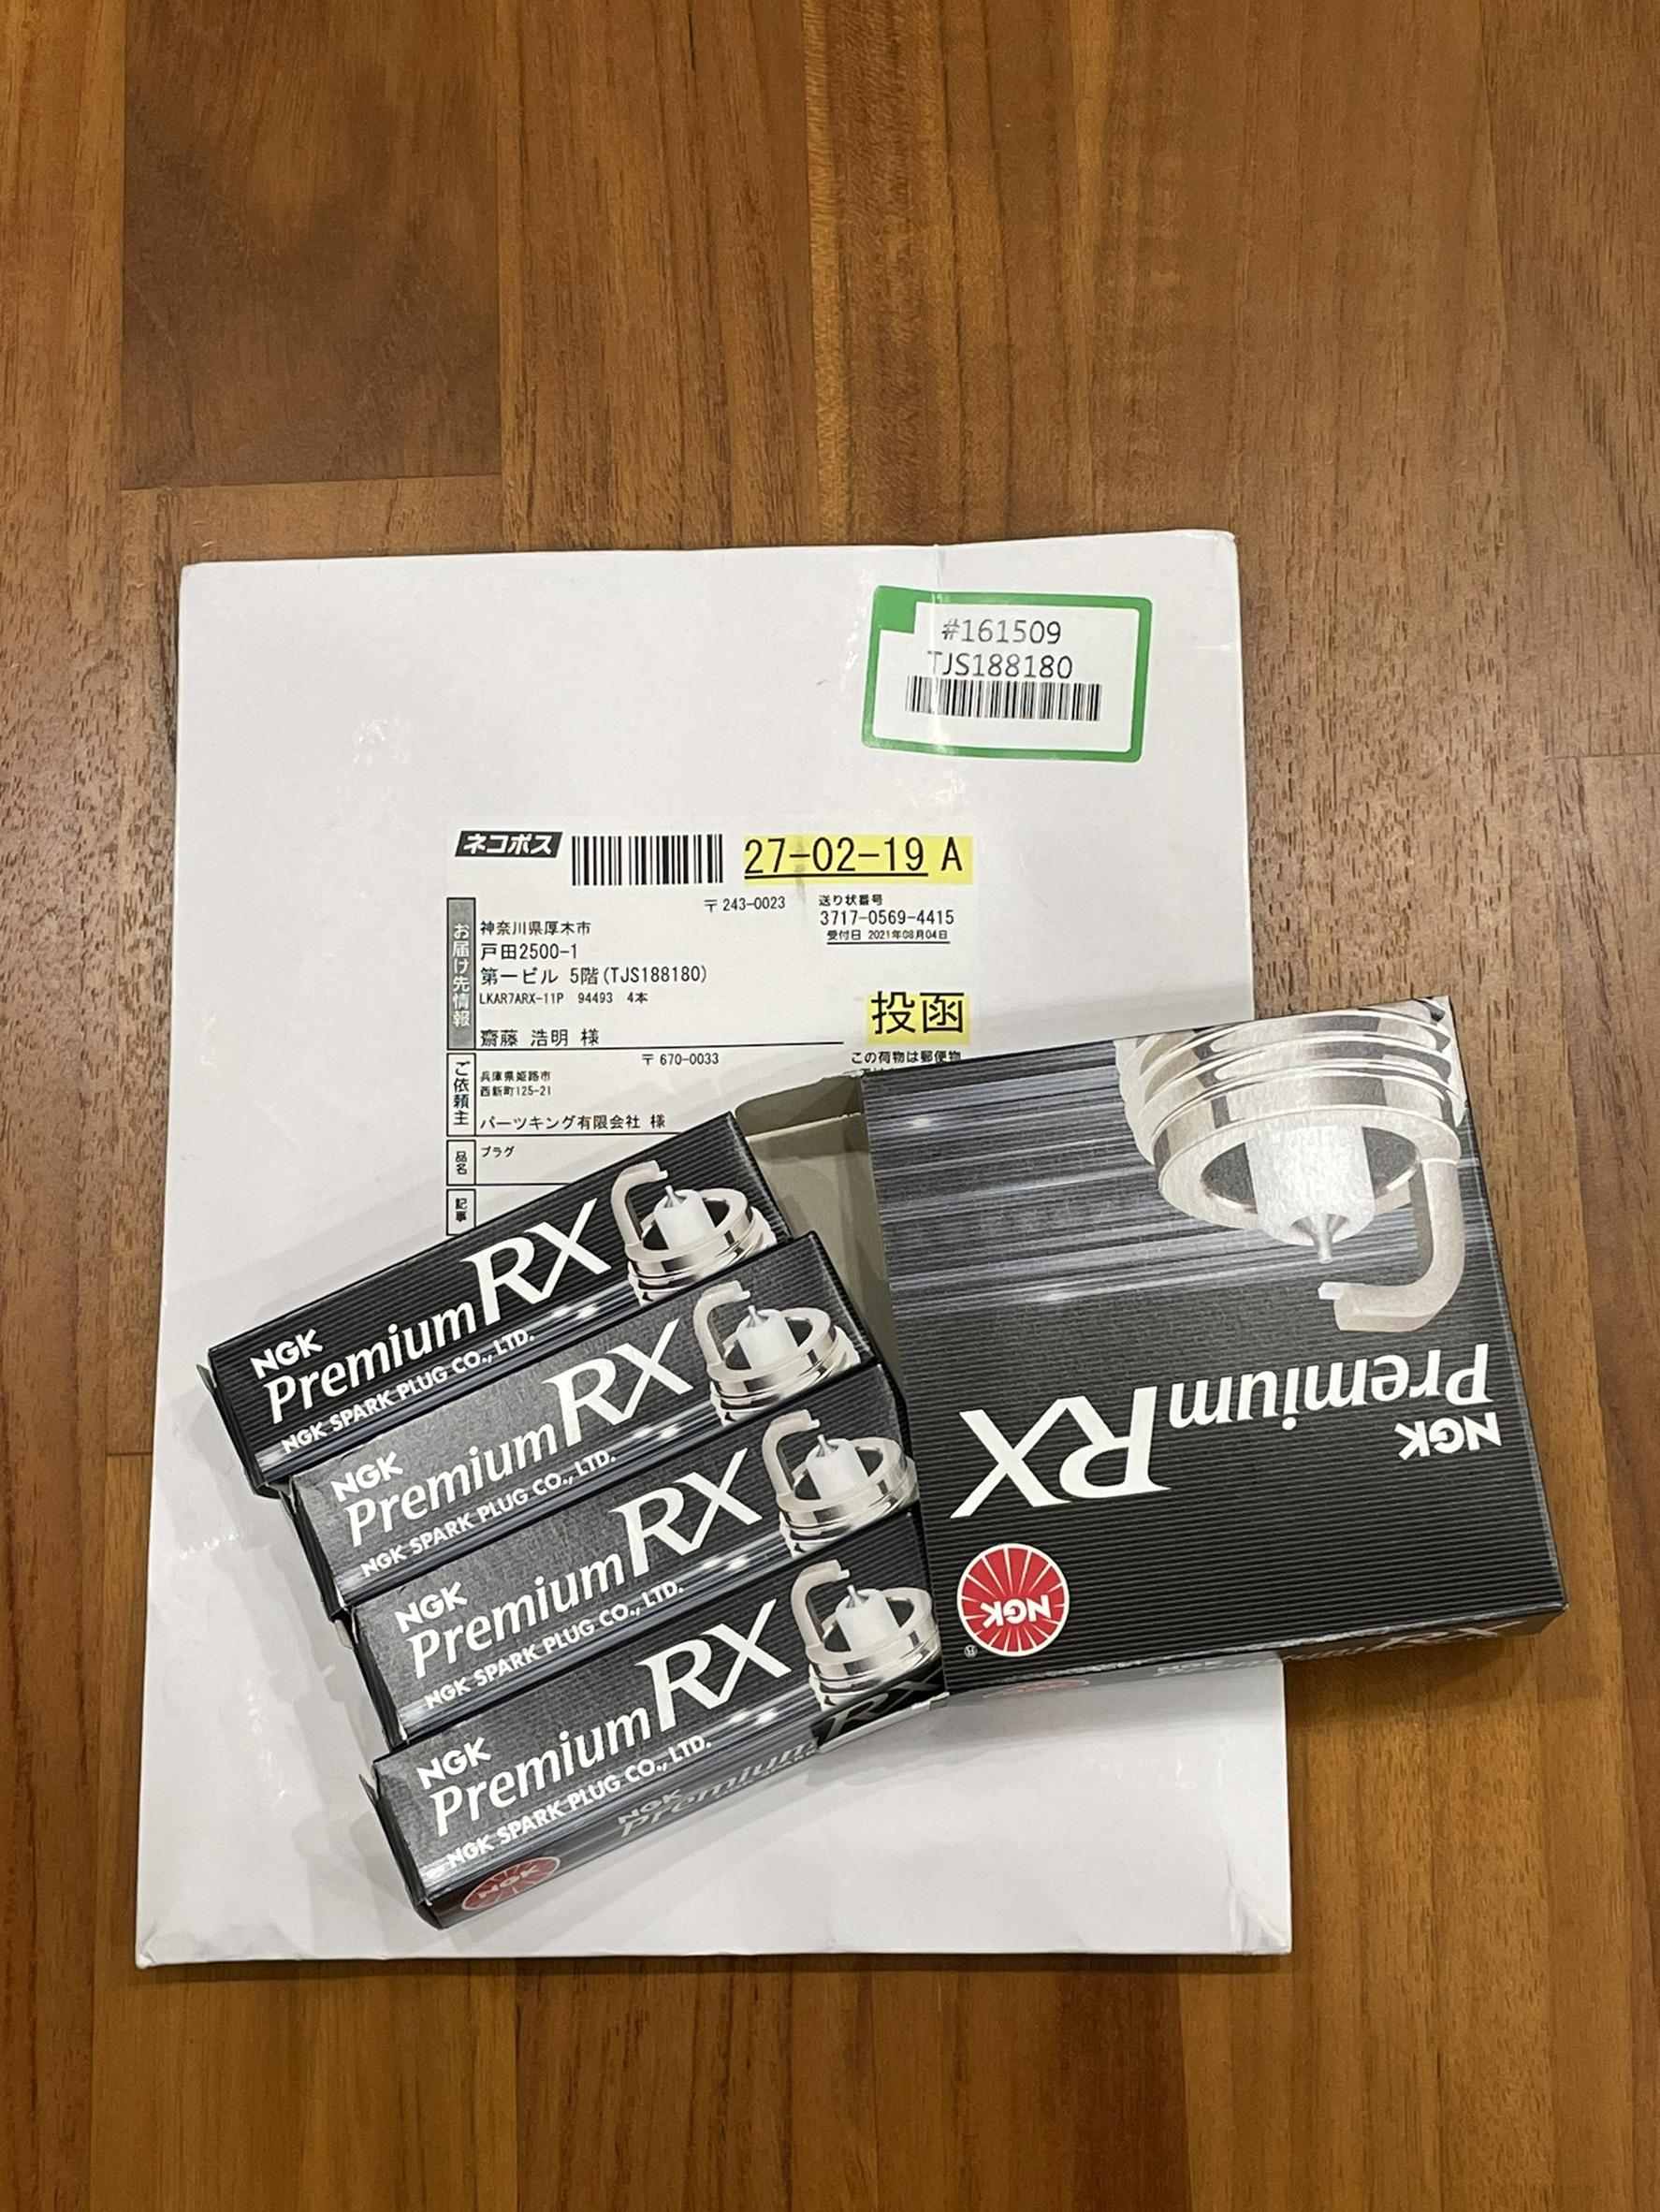 #161509
TJS188180
ネコポス
27-02-19 A
〒243-0023
送り状番号
3717-0569-4415
受付日 2021年08月04日
お届け先情報
神奈川県厚木市
戸田2500-1
第一ビル 5階(TJS188180)
LKAR7ARX-11P 94493 4本
齋藤 浩明 様
投函
この荷物は郵便物
ご依頼主
〒670-0033
兵庫県姫路市
西新町125-21
パーツキング有限会社 様
品名
プラグ
記事
NGK
Premium RX
NGK SPARK PLUG CO., LTD.
NGK
Premium RX
NGK SPARK PLUG CO., LTD.
NGK
Premium RX
NGK SPARK PLUG CO., LTD.
NGK
Premium RX
NGK SPARK PLUG CO., LTD.
RX
NGK
Premium
NGK
NGK
Premium RX
NGK
®